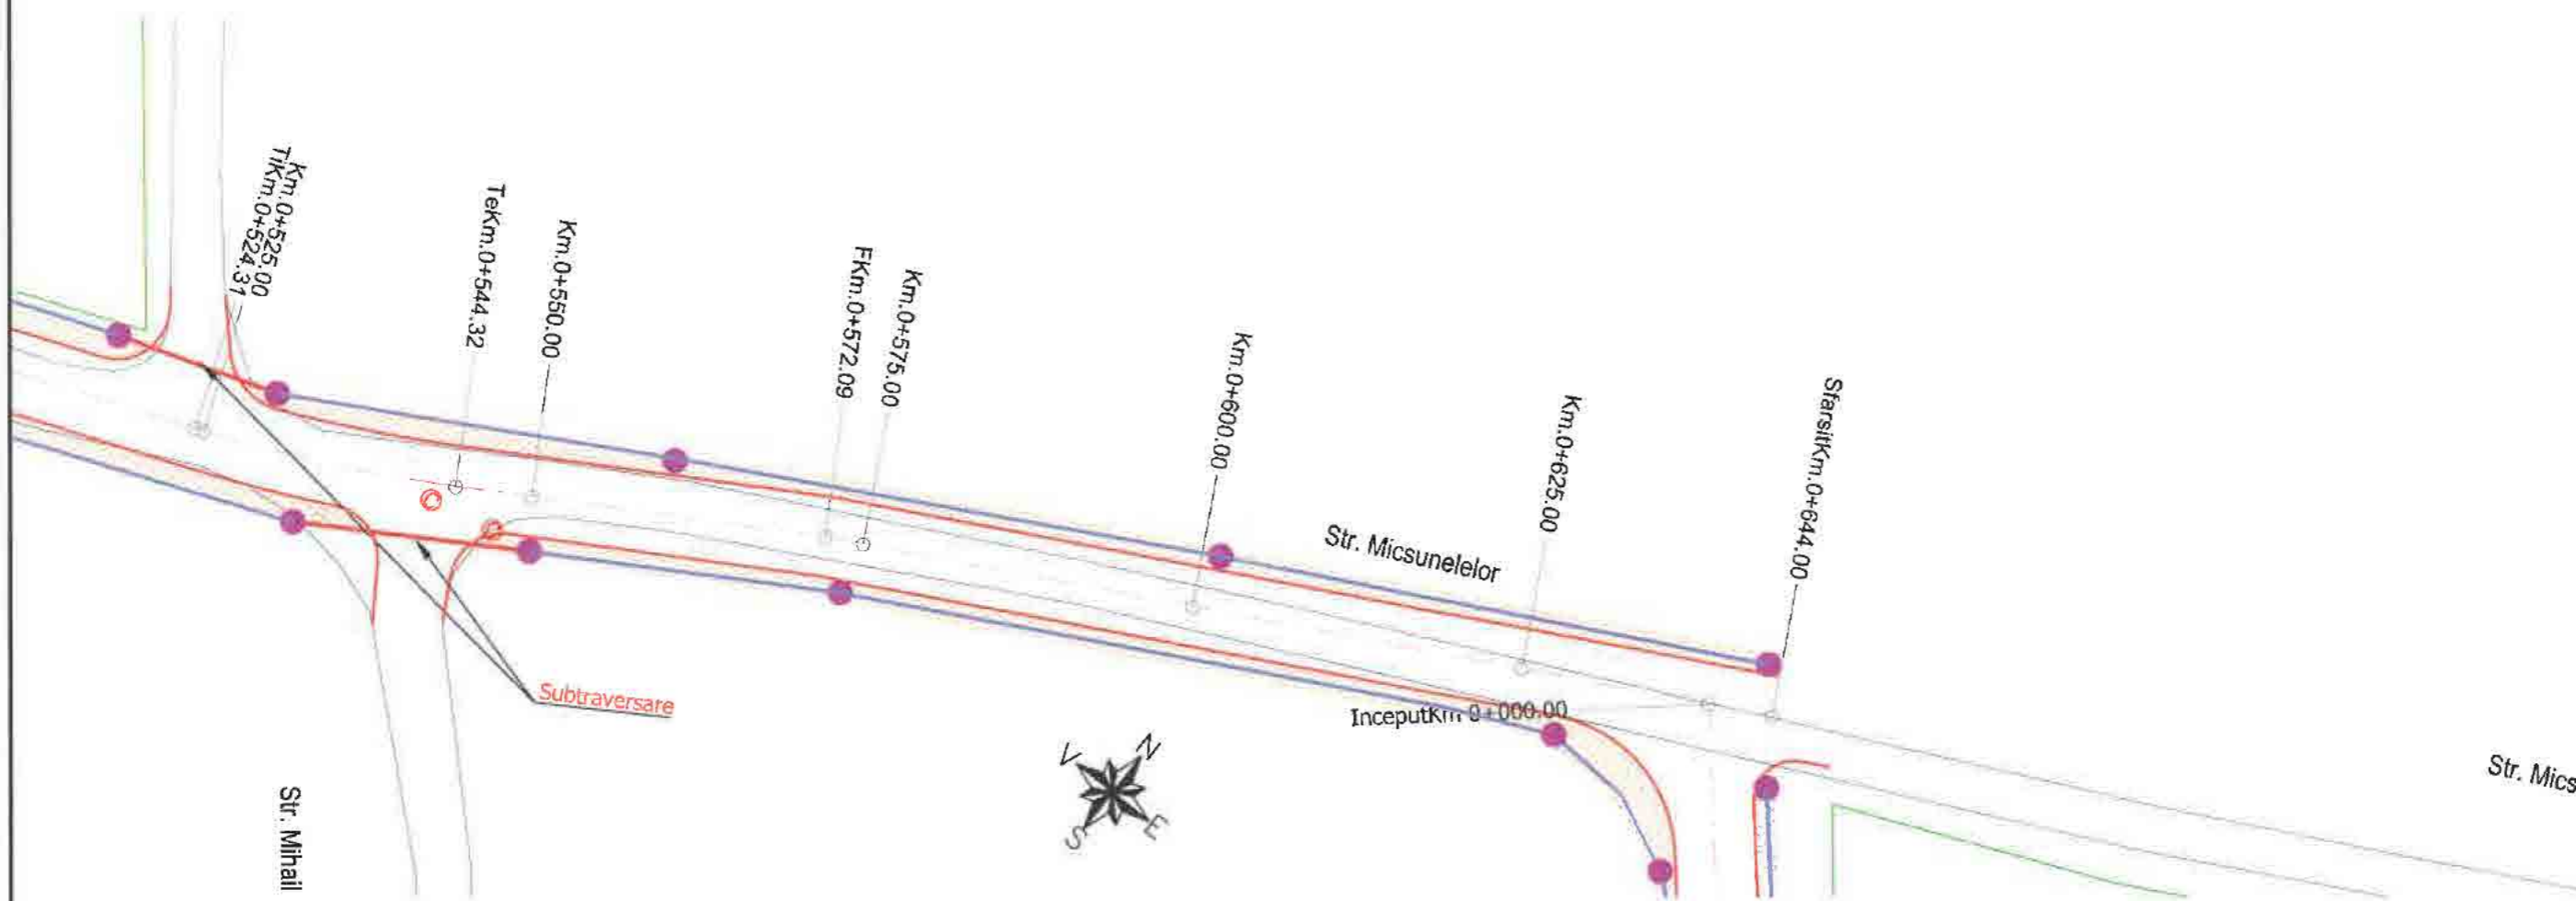 Km.0+525.00
TiKm.0+524.31
TeKm.0+544.32
Km.0+550.00
FKm.0+572.09
Km.0+575.00
Km.0+600.00
Km.0+625.00
SfarsitKm.0+644.00
Str. Micsunelelor
InceputKm 0+000.00
Subtraversare
Str. Mihail
N
V
E
S
Str. Mics